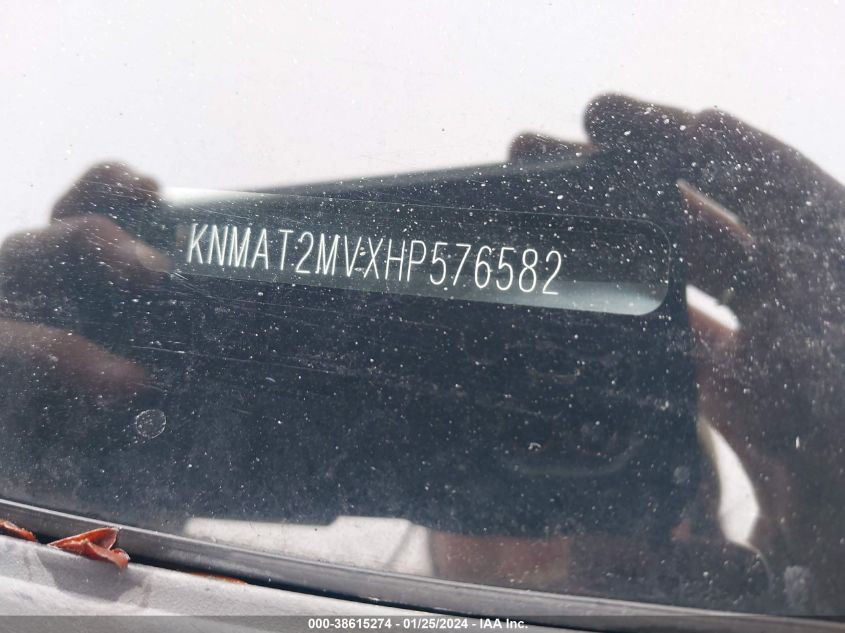 KNMAT2MVXHP576582
000-38615274 - 01/25/2024 - IAA Inc.